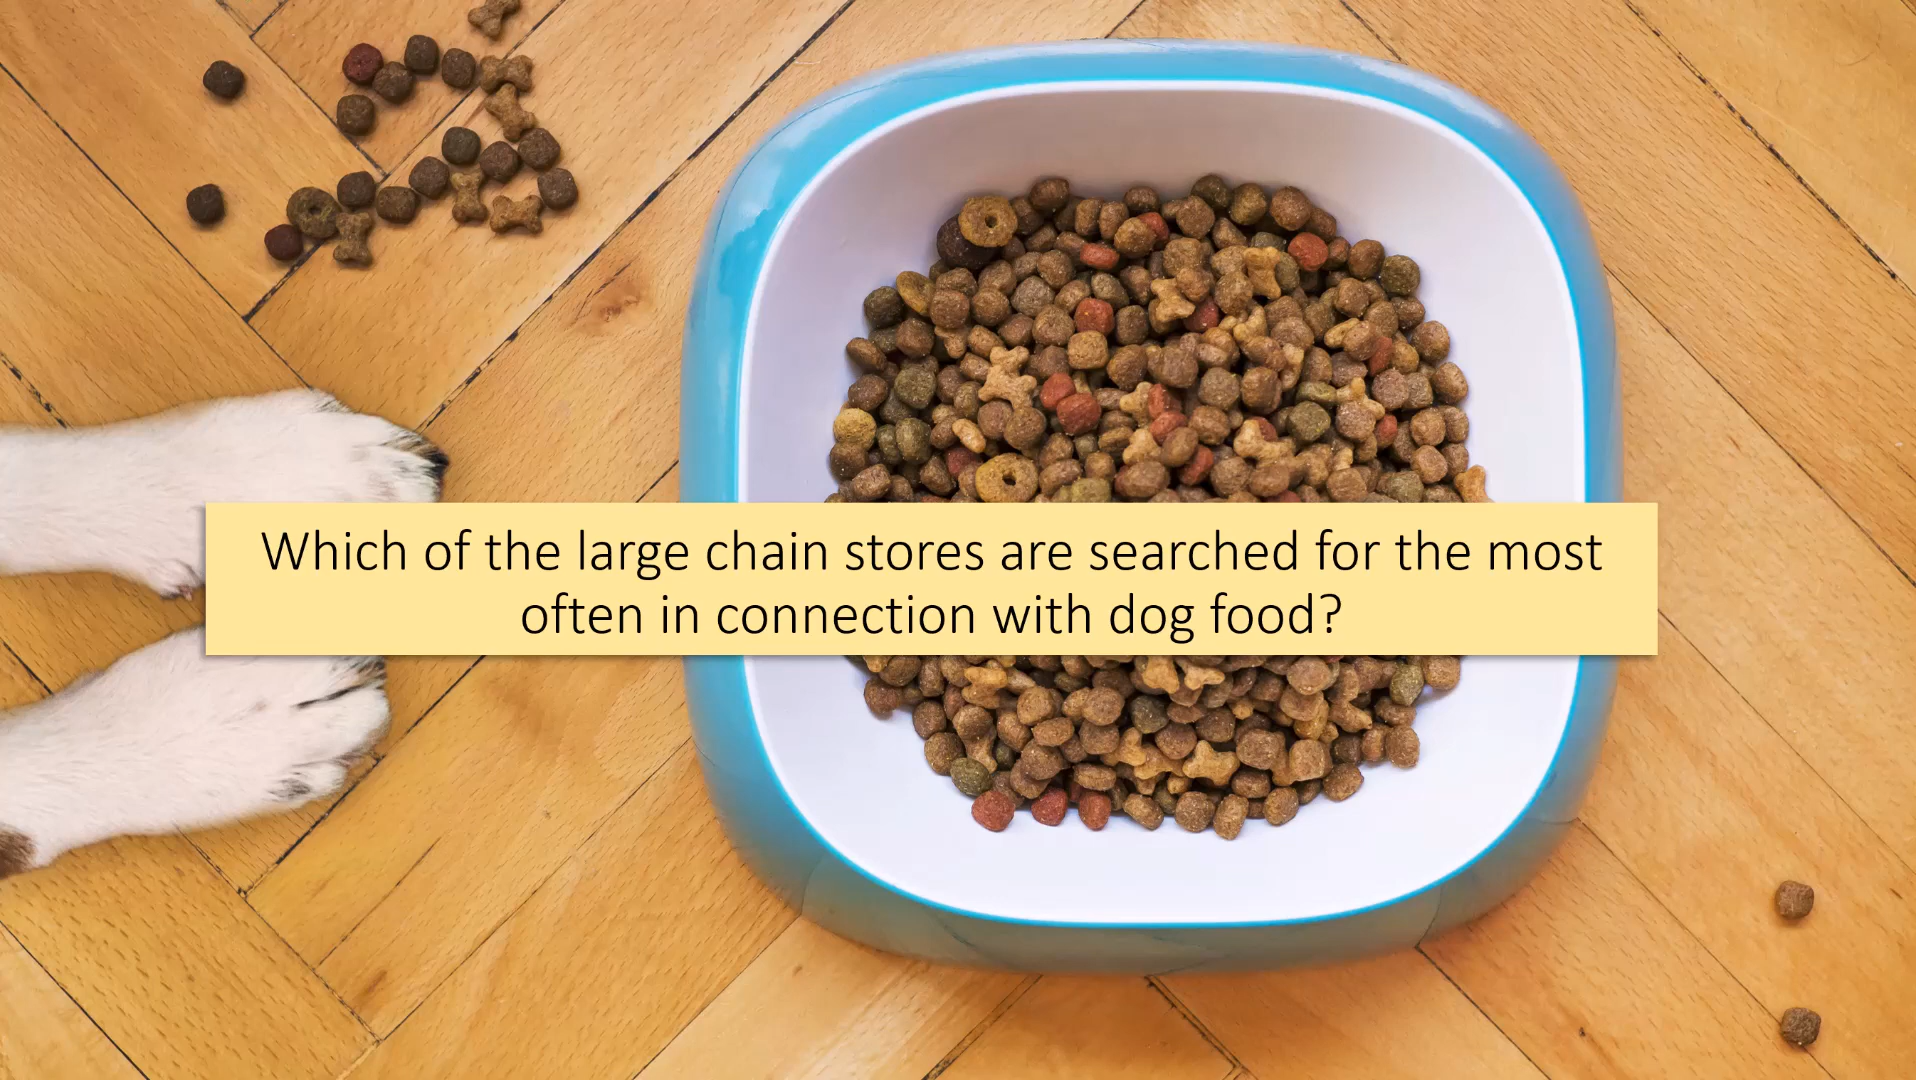 Which of the large chain stores are searched for the most
often in connection with dog food?